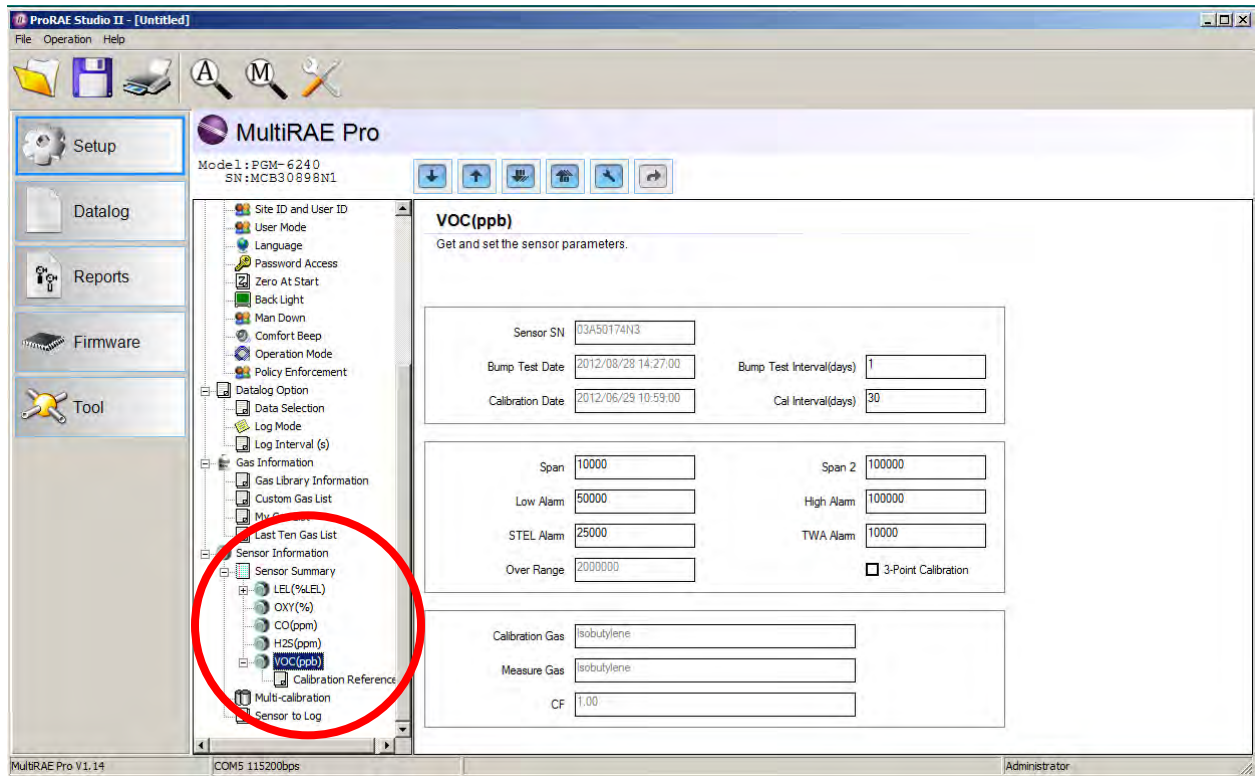 ProRAE Studio II - [Untitled]
File Operation Help
A M
Setup
Datalog
Reports
Firmware
Tool
MultiRAE Pro
Model:PGM-6240
SN:MCB30898N1
Site ID and User ID
User Mode
Language
Password Access
Zero At Start
Back Light
Man Down
Comfort Beep
Operation Mode
Policy Enforcement
Datalog Option
Data Selection
Log Mode
Log Interval (s)
Gas Information
Gas Library Information
Custom Gas List
My Gas List
Last Ten Gas List
Sensor Information
Sensor Summary
LEL(%LEL)
OXY(%)
CO(ppm)
H2S(ppm)
VOC(ppb)
Calibration Reference
Multi-calibration
Sensor to Log
VOC(ppb)
Get and set the sensor parameters.
Sensor SN 03A50174N3
Bump Test Date 2012/08/28 14:27:00 Bump Test Interval(days) 1
Calibration Date 2012/06/29 10:59:00 Cal Interval(days) 30
Span 10000 Span 2 100000
Low Alarm 50000 High Alarm 100000
STEL Alarm 25000 TWA Alarm 10000
Over Range 2000000 3-Point Calibration
Calibration Gas Isobutylene
Measure Gas Isobutylene
CF 1.00
MultiRAE Pro V1.14 COM5 115200bps Administrator